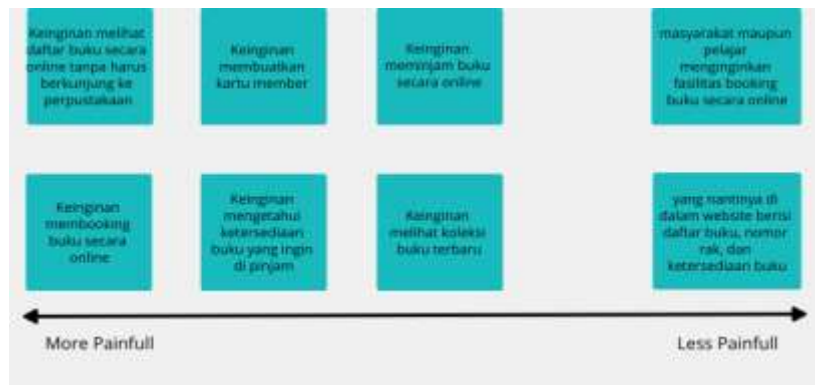 Keinginan melihat
daftar buku secara
online tanpa harus
berkunjung ke
perpustakaan
Keinginan
membuatkan
kartu member
Keinginan
meminjam buku
secara online
masyarakat maupun
pelajar
menginginkan
fasilitas booking
buku secara online
Keinginan
membooking
buku secara
online
Keinginan
mengetahui
ketersediaan
buku yang ingin
di pinjam
Keinginan
melihat koleksi
buku terbaru
yang nantinya di
dalam website berisi
daftar buku, nomor
rak, dan
ketersediaan buku
More Painfull
Less Painfull